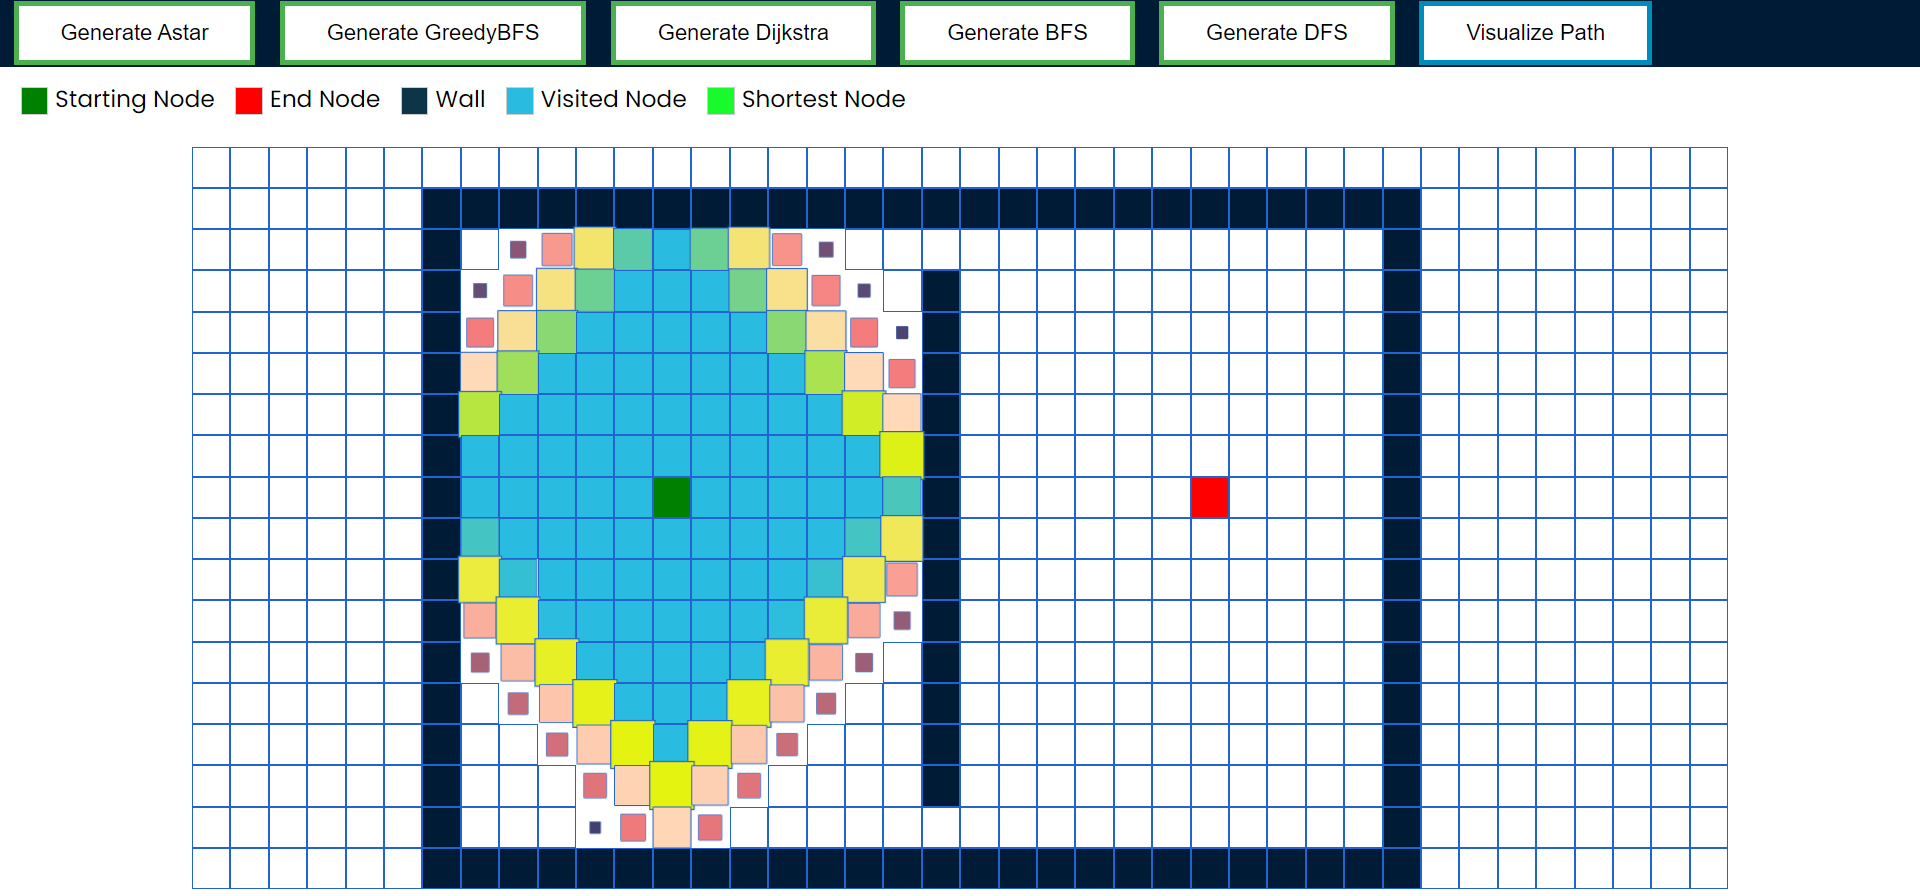 Generate Astar Generate GreedyBFS Generate Dijkstra Generate BFS Generate DFS Visualize Path
Starting Node End Node Wall Visited Node Shortest Node